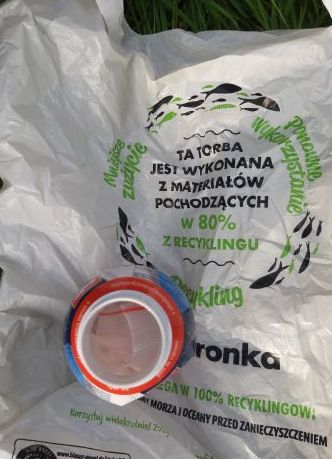 Mniejsze
zużycie
Ponowne
Wykorzystanie
TA TORBA
JEST WYKONANA
Z MATERIAŁÓW
POCHODZĄCYCH
W 80%
Z RECYKLINGU
Recykling
ronka
EGA W 100% RECYKLINGOWI
MORZA I OCEANY PRZED ZANIECZYSZCZENIEM
Korzystaj wielokrotnie!